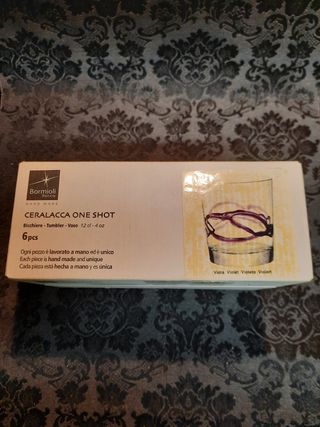 Bormioli
Rocco
HAND MADE
CERALACCA ONE SHOT
Bicchiere - Tumbler - Vaso 12 cl - 4 oz
6 pcs
Ogni pezzo è lavorato a mano ed è unico
Each piece is hand made and unique
Cada pieza está hecha a mano y es única
Viola Violet Violeta Violett